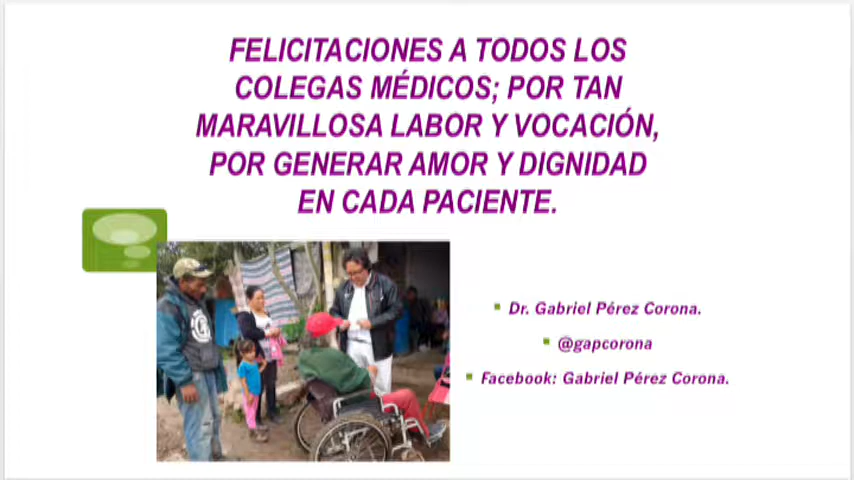 FELICITACIONES A TODOS LOS
COLEGAS MÉDICOS; POR TAN
MARAVILLOSA LABOR Y VOCACIÓN,
POR GENERAR AMOR Y DIGNIDAD
EN CADA PACIENTE.
Dr. Gabriel Pérez Corona.
@gapcorona
Facebook: Gabriel Pérez Corona.